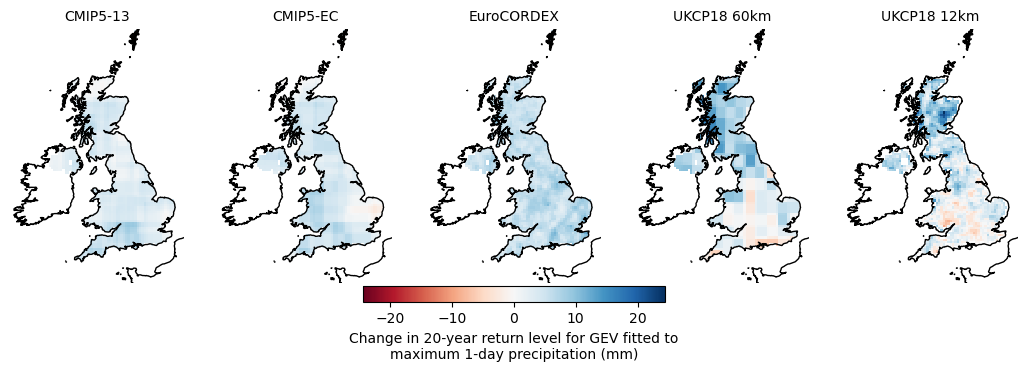 CMIP5-13 CMIP5-EC EuroCORDEX UKCP18 60km UKCP18 12km
−20 −10 0 10 20
Change in 20-year return level for GEV fitted to
maximum 1-day precipitation (mm)